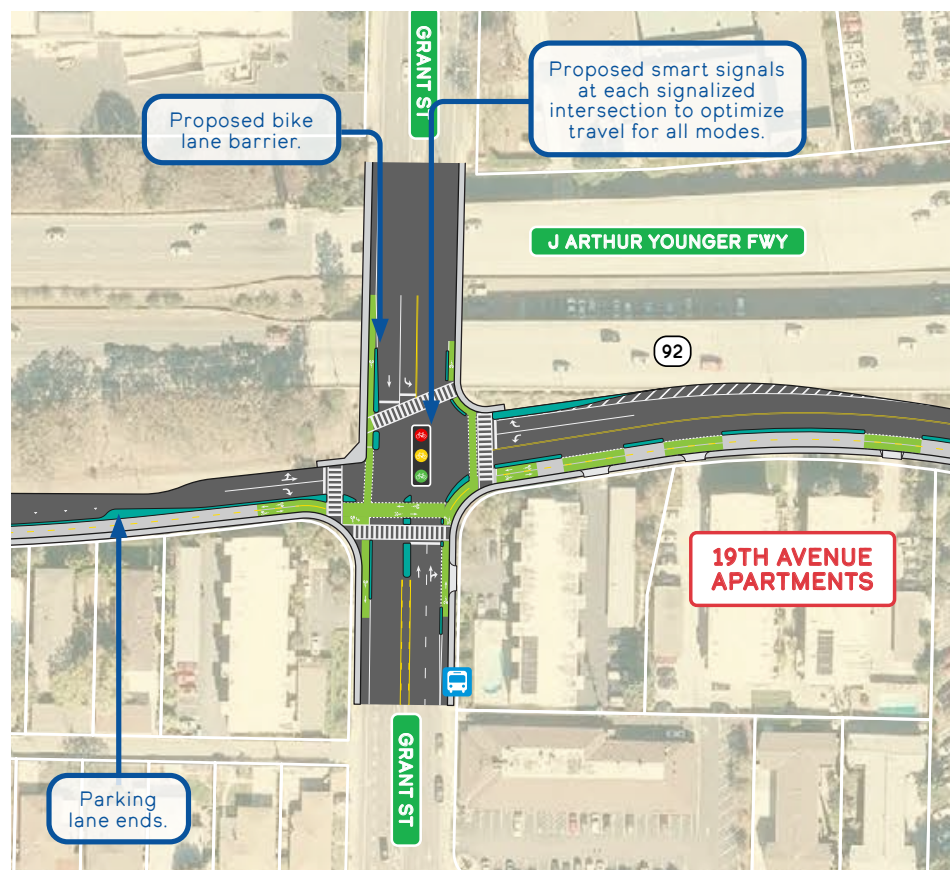 GRANT ST
Proposed smart signals
at each signalized
intersection to optimize
travel for all modes.
Proposed bike
lane barrier.
J ARTHUR YOUNGER FWY
92
19TH AVENUE
APARTMENTS
GRANT ST
Parking
lane ends.